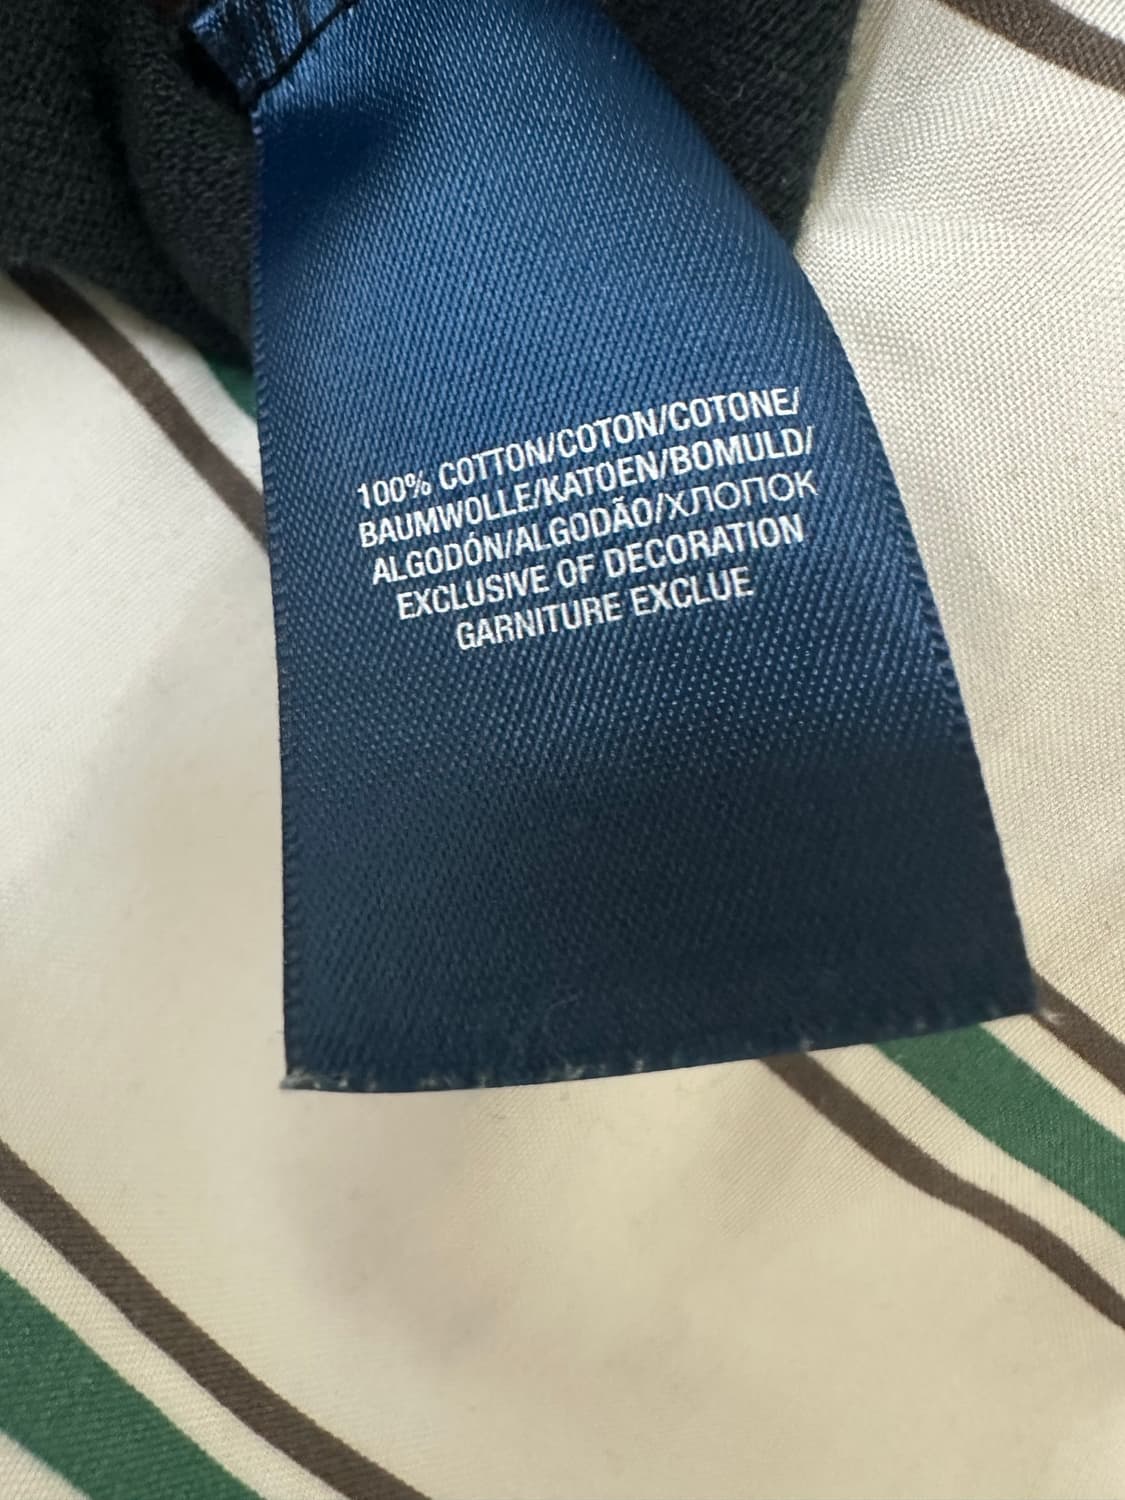 100% COTTON/COTON/COTONE/
BAUMWOLLE/KATOEN/BOMULD/
ALGODÓN/ALGODÃO/ХЛОПОК
EXCLUSIVE OF DECORATION
GARNITURE EXCLUE